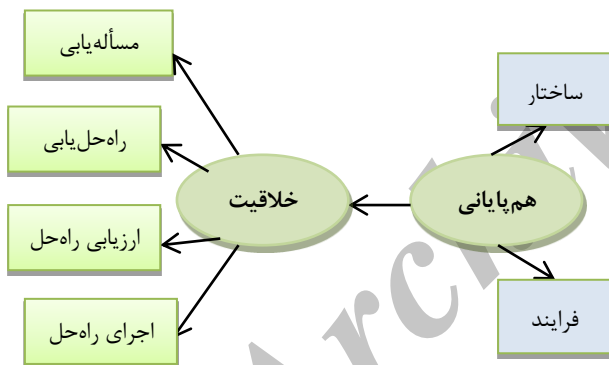 مسأله‌یابی
ساختار
راه‌حل‌یابی
هم‌پایانی
خلاقیت
ارزیابی راه‌حل
فرایند
اجرای راه‌حل